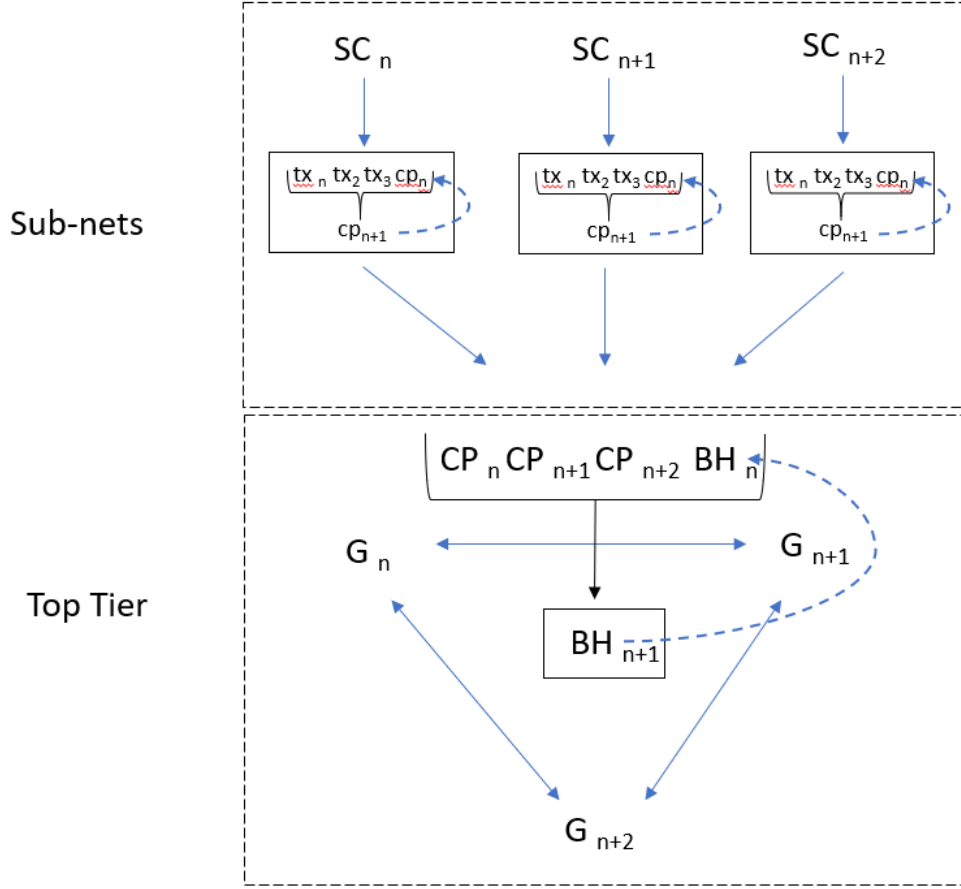 SC n SC n+1 SC n+2
tx n tx2 tx3 cpn tx n tx2 tx3 cpn tx n tx2 tx3 cpn
Sub-nets
cpn+1 cpn+1 cpn+1
CP n CP n+1 CP n+2 BH n
G n G n+1
Top Tier
BH n+1
G n+2